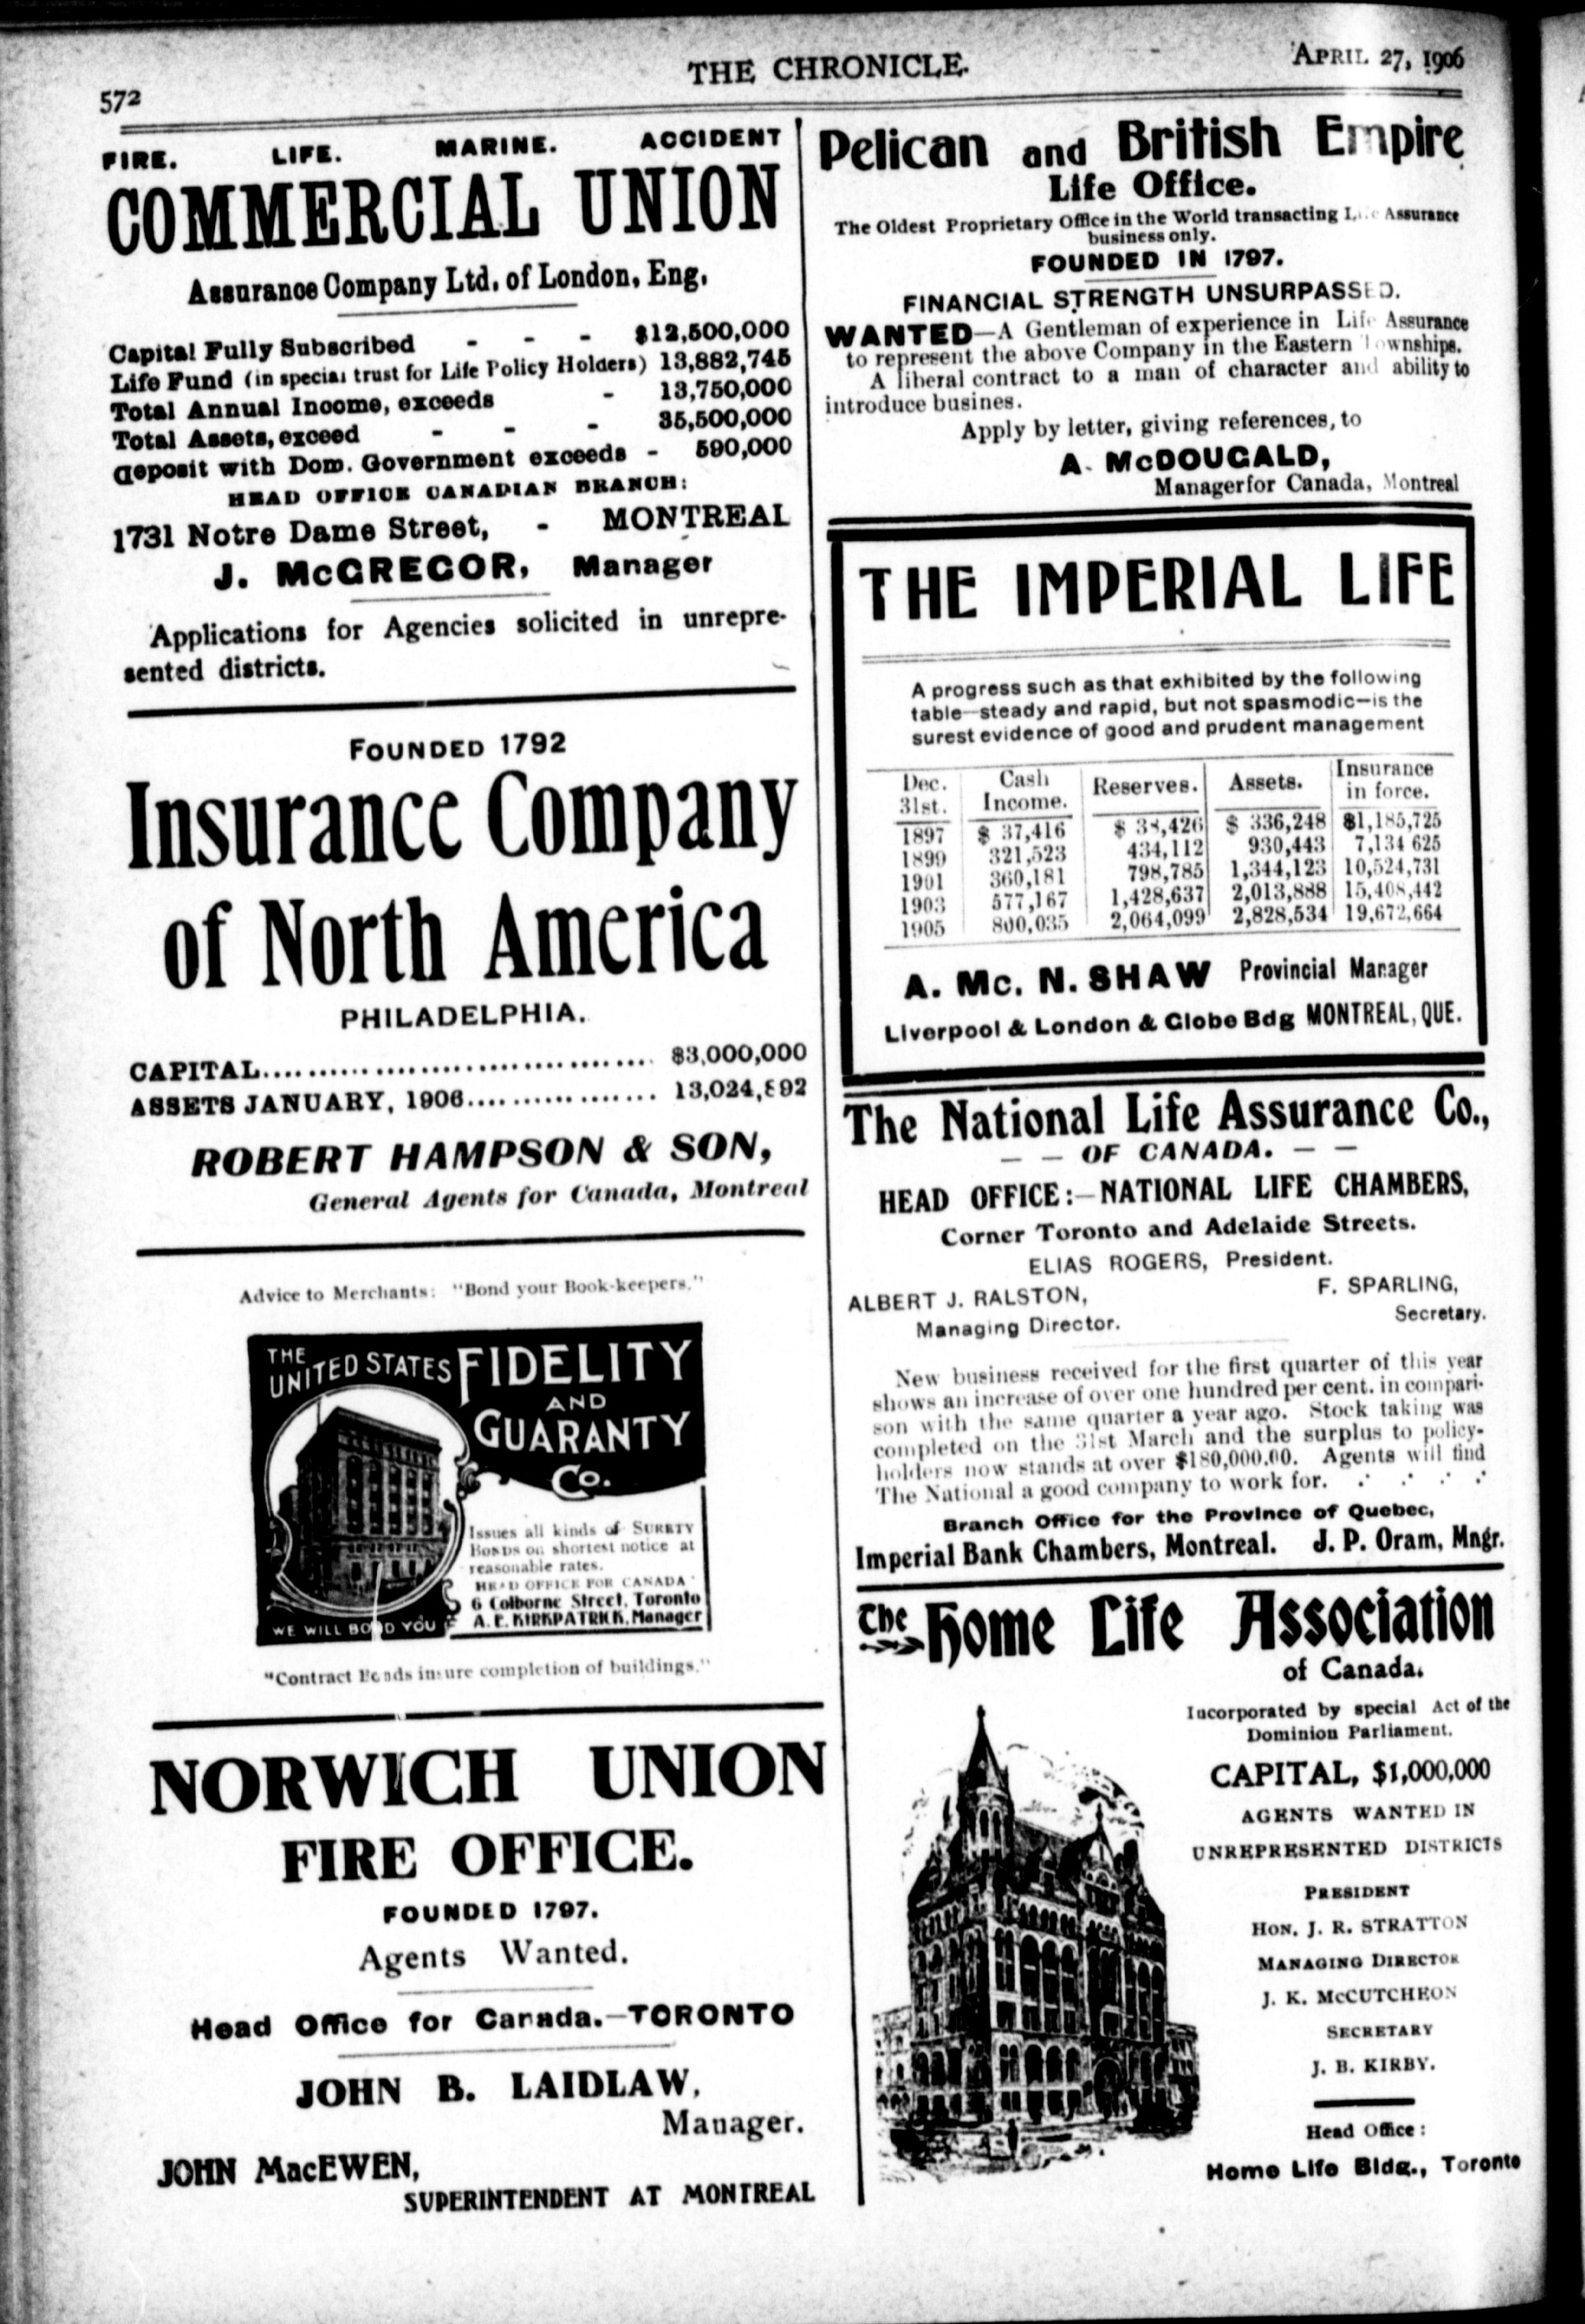 572
THE CHRONICLE.
APRIL 27, 1906
FIRE. LIFE. MARINE. ACCIDENT
COMMERCIAL UNION
Assurance Company Ltd. of London, Eng.
Capital Fully Subscribed - - - $12,500,000
Life Fund (in special trust for Life Policy Holders) 13,882,745
Total Annual Income, exceeds - 13,750,000
Total Assets, exceed - - - 35,500,000
deposit with Dom. Government exceeds - 590,000
HEAD OFFICE CANADIAN BRANCH:
1731 Notre Dame Street, - MONTREAL
J. McGREGOR, Manager
Applications for Agencies solicited in unrepre-
sented districts.
FOUNDED 1792
Insurance Company
of North America
PHILADELPHIA.
CAPITAL.................................... $3,000,000
ASSETS JANUARY, 1906.................. 13,024,892
ROBERT HAMPSON & SON,
General Agents for Canada, Montreal
Advice to Merchants: "Bond your Book-keepers."
THE UNITED STATES FIDELITY
AND
GUARANTY
Co.
Issues all kinds of SURETY
BONDS on shortest notice at
reasonable rates.
HEAD OFFICE FOR CANADA
6 Colborne Street, Toronto
A. E. KIRKPATRICK, Manager
WE WILL BOND YOU
"Contract Bonds insure completion of buildings."
NORWICH UNION
FIRE OFFICE.
FOUNDED 1797.
Agents Wanted.
Head Office for Canada.—TORONTO
JOHN B. LAIDLAW,
Manager.
JOHN MacEWEN,
SUPERINTENDENT AT MONTREAL
Pelican and British Empire
Life Office.
The Oldest Proprietary Office in the World transacting Life Assurance
business only.
FOUNDED IN 1797.
FINANCIAL STRENGTH UNSURPASSED.
WANTED—A Gentleman of experience in Life Assurance
to represent the above Company in the Eastern Townships.
A liberal contract to a man of character and ability to
introduce busines.
Apply by letter, giving references, to
A. McDOUGALD,
Manager for Canada, Montreal
THE IMPERIAL LIFE
A progress such as that exhibited by the following
table—steady and rapid, but not spasmodic—is the
surest evidence of good and prudent management
Dec. 31st. Cash Income. Reserves. Assets. Insurance in force.
1897 $ 37,416 $ 38,426 $ 336,248 $1,185,725
1899 321,523 434,112 930,443 7,134 625
1901 360,181 798,785 1,344,123 10,524,731
1903 577,167 1,428,637 2,013,888 15,408,442
1905 800,035 2,064,099 2,828,534 19,672,664
A. Mc. N. SHAW Provincial Manager
Liverpool & London & Globe Bdg MONTREAL, QUE.
The National Life Assurance Co.,
— — OF CANADA. — —
HEAD OFFICE:—NATIONAL LIFE CHAMBERS,
Corner Toronto and Adelaide Streets.
ELIAS ROGERS, President.
ALBERT J. RALSTON, F. SPARLING,
Managing Director. Secretary.
New business received for the first quarter of this year
shows an increase of over one hundred per cent. in compari-
son with the same quarter a year ago. Stock taking was
completed on the 31st March and the surplus to policy-
holders now stands at over $180,000.00. Agents will find
The National a good company to work for.
Branch Office for the Province of Quebec,
Imperial Bank Chambers, Montreal. J. P. Oram, Mngr.
The Home Life Association
of Canada.
Incorporated by special Act of the
Dominion Parliament.
CAPITAL, $1,000,000
AGENTS WANTED IN
UNREPRESENTED DISTRICTS
PRESIDENT
HON. J. R. STRATTON
MANAGING DIRECTOR
J. K. McCUTCHEON
SECRETARY
J. B. KIRBY.
Head Office:
Home Life Bldg., Toronto